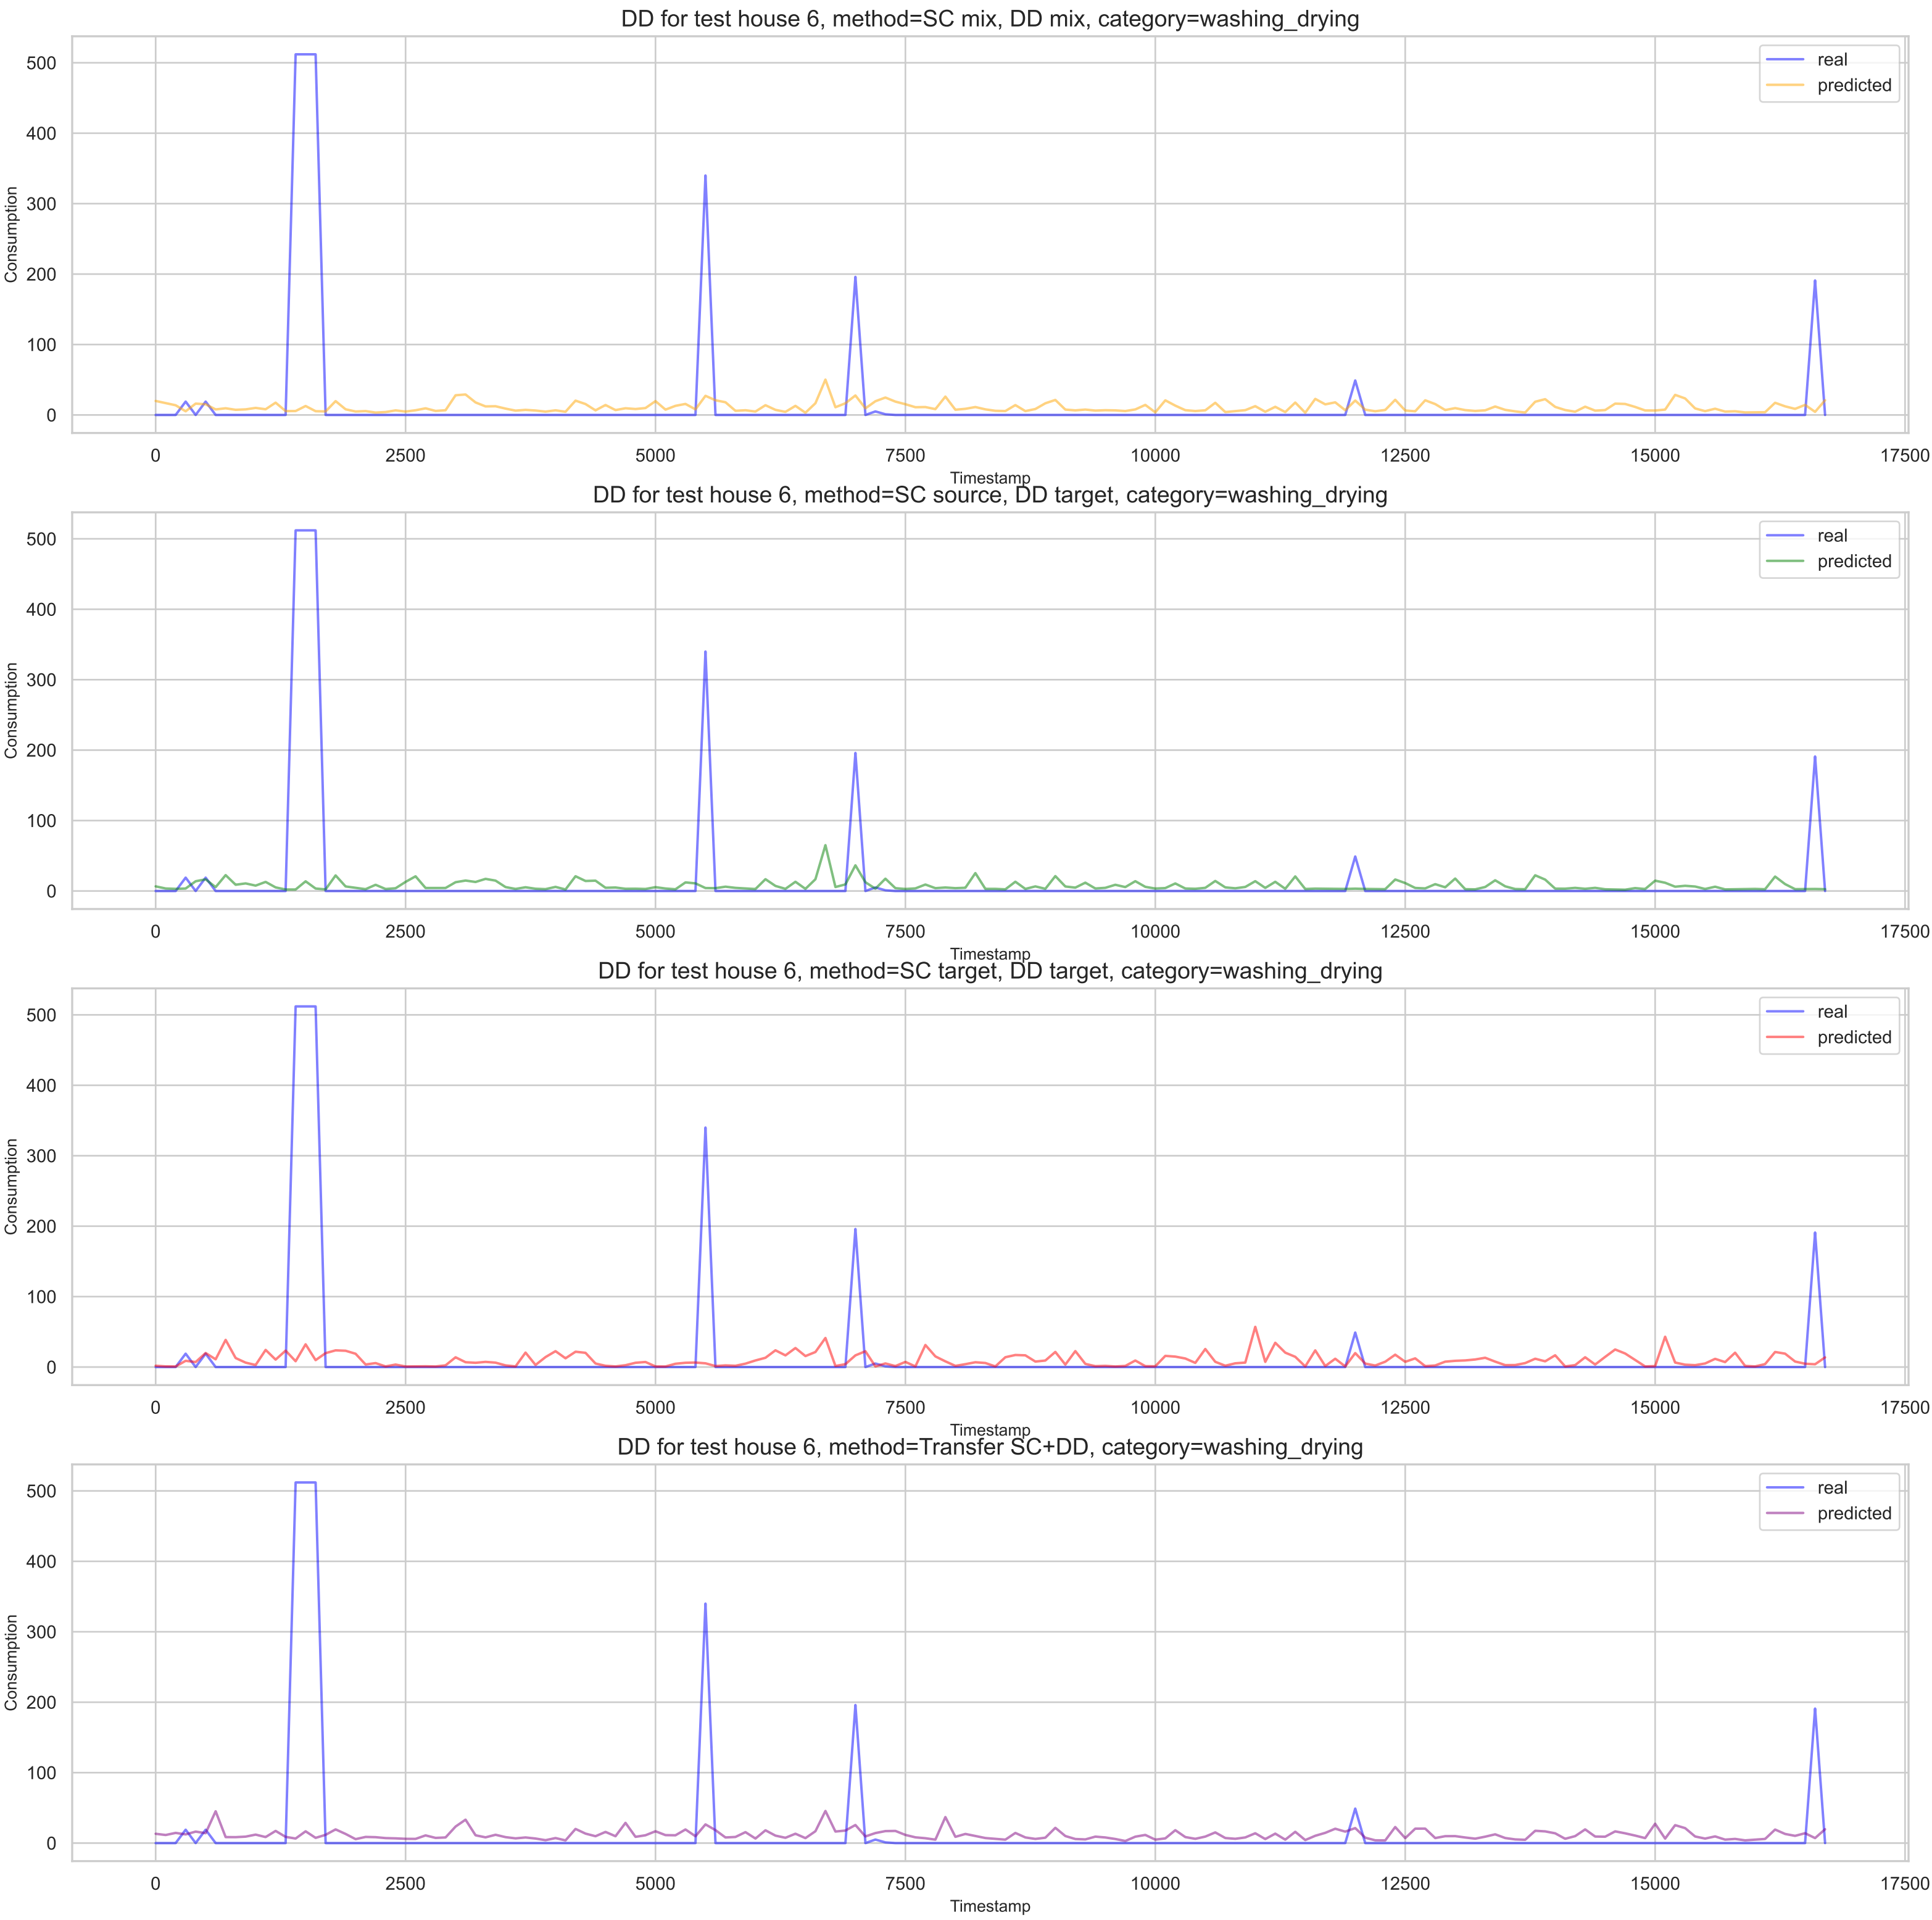 DD for test house 6, method=SC mix, DD mix, category=washing_drying
real
predicted
500
400
300
200
100
0
Consumption
0 2500 5000 7500 10000 12500 15000 17500
Timestamp
DD for test house 6, method=SC source, DD target, category=washing_drying
real
predicted
500
400
300
200
100
0
Consumption
0 2500 5000 7500 10000 12500 15000 17500
Timestamp
DD for test house 6, method=SC target, DD target, category=washing_drying
real
predicted
500
400
300
200
100
0
Consumption
0 2500 5000 7500 10000 12500 15000 17500
Timestamp
DD for test house 6, method=Transfer SC+DD, category=washing_drying
real
predicted
500
400
300
200
100
0
Consumption
0 2500 5000 7500 10000 12500 15000 17500
Timestamp